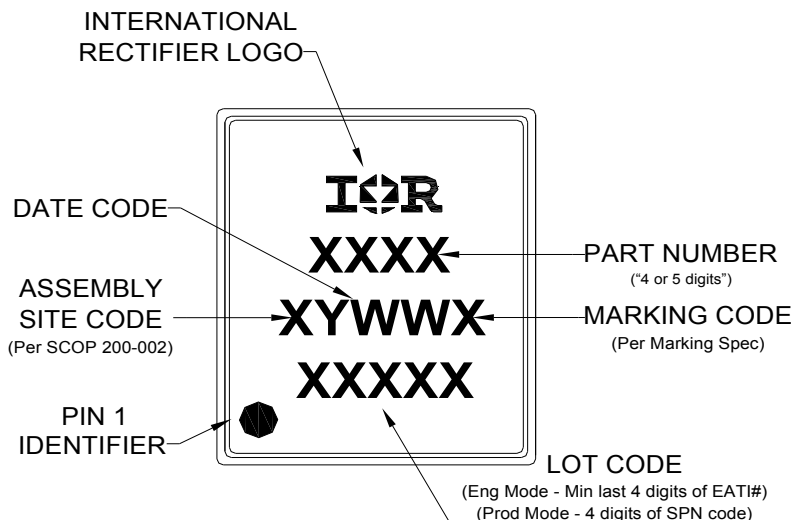 INTERNATIONAL
RECTIFIER LOGO
IOR
DATE CODE
XXXX
PART NUMBER
(“4 or 5 digits”)
ASSEMBLY
SITE CODE
(Per SCOP 200-002)
XYWWX
MARKING CODE
(Per Marking Spec)
XXXXX
PIN 1
IDENTIFIER
LOT CODE
(Eng Mode - Min last 4 digits of EATI#)
(Prod Mode - 4 digits of SPN code)